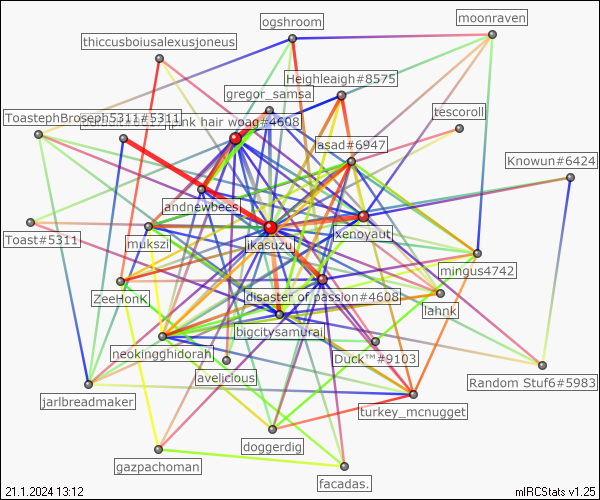 ogshroom
moonraven
thiccusboiusalexusjoneus
Heighleigh#8575
gregor_samsa
tescoroll
ToastephBroseph5311#5311
pink hair woag#4608
asad#6947
Knowun#6424
andnewbees
Toast#5311
mukszi
ikasuzu
xenoyaut
mingus4742
ZeeHonK
disaster of passion#4608
lahnk
bigcitysamurai
neokingghidorah
Duck™#9103
avelicious
Random Stuf6#5983
jarlbreadmaker
turkey_mcnugget
doggerdig
gazpachoman
facadas.
21.1.2024 13:12
mIRCStats v1.25